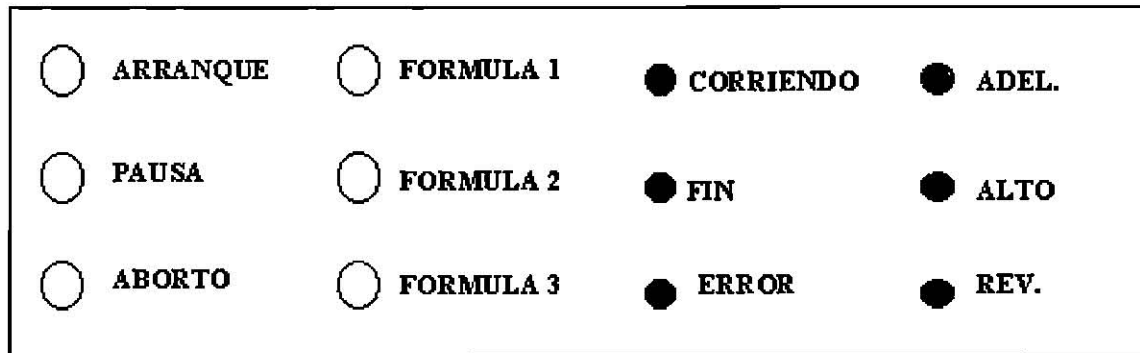 ARRANQUE FORMULA 1 CORRIENDO ADEL.
PAUSA FORMULA 2 FIN ALTO
ABORTO FORMULA 3 ERROR REV.